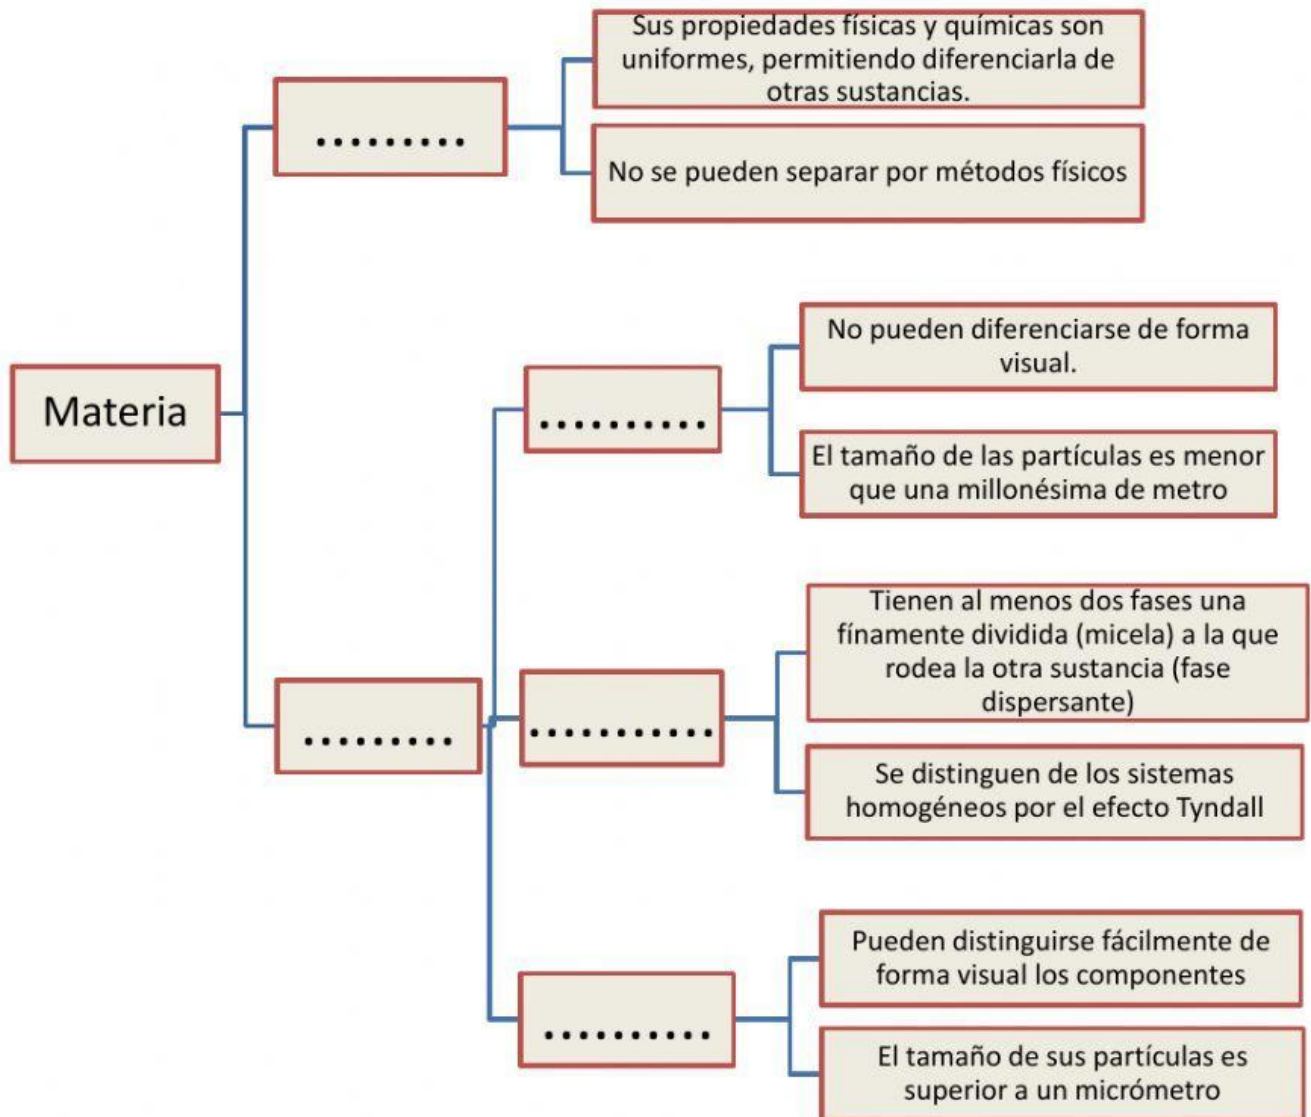 Sus propiedades físicas y químicas son
uniformes, permitiendo diferenciarla de
otras sustancias.
.........
No se pueden separar por métodos físicos
No pueden diferenciarse de forma
visual.
Materia
..........
El tamaño de las partículas es menor
que una millonésima de metro
Tienen al menos dos fases una
fínamente dividida (micela) a la que
rodea la otra sustancia (fase
dispersante)
.........
...........
Se distinguen de los sistemas
homogéneos por el efecto Tyndall
Pueden distinguirse fácilmente de
forma visual los componentes
..........
El tamaño de sus partículas es
superior a un micrómetro